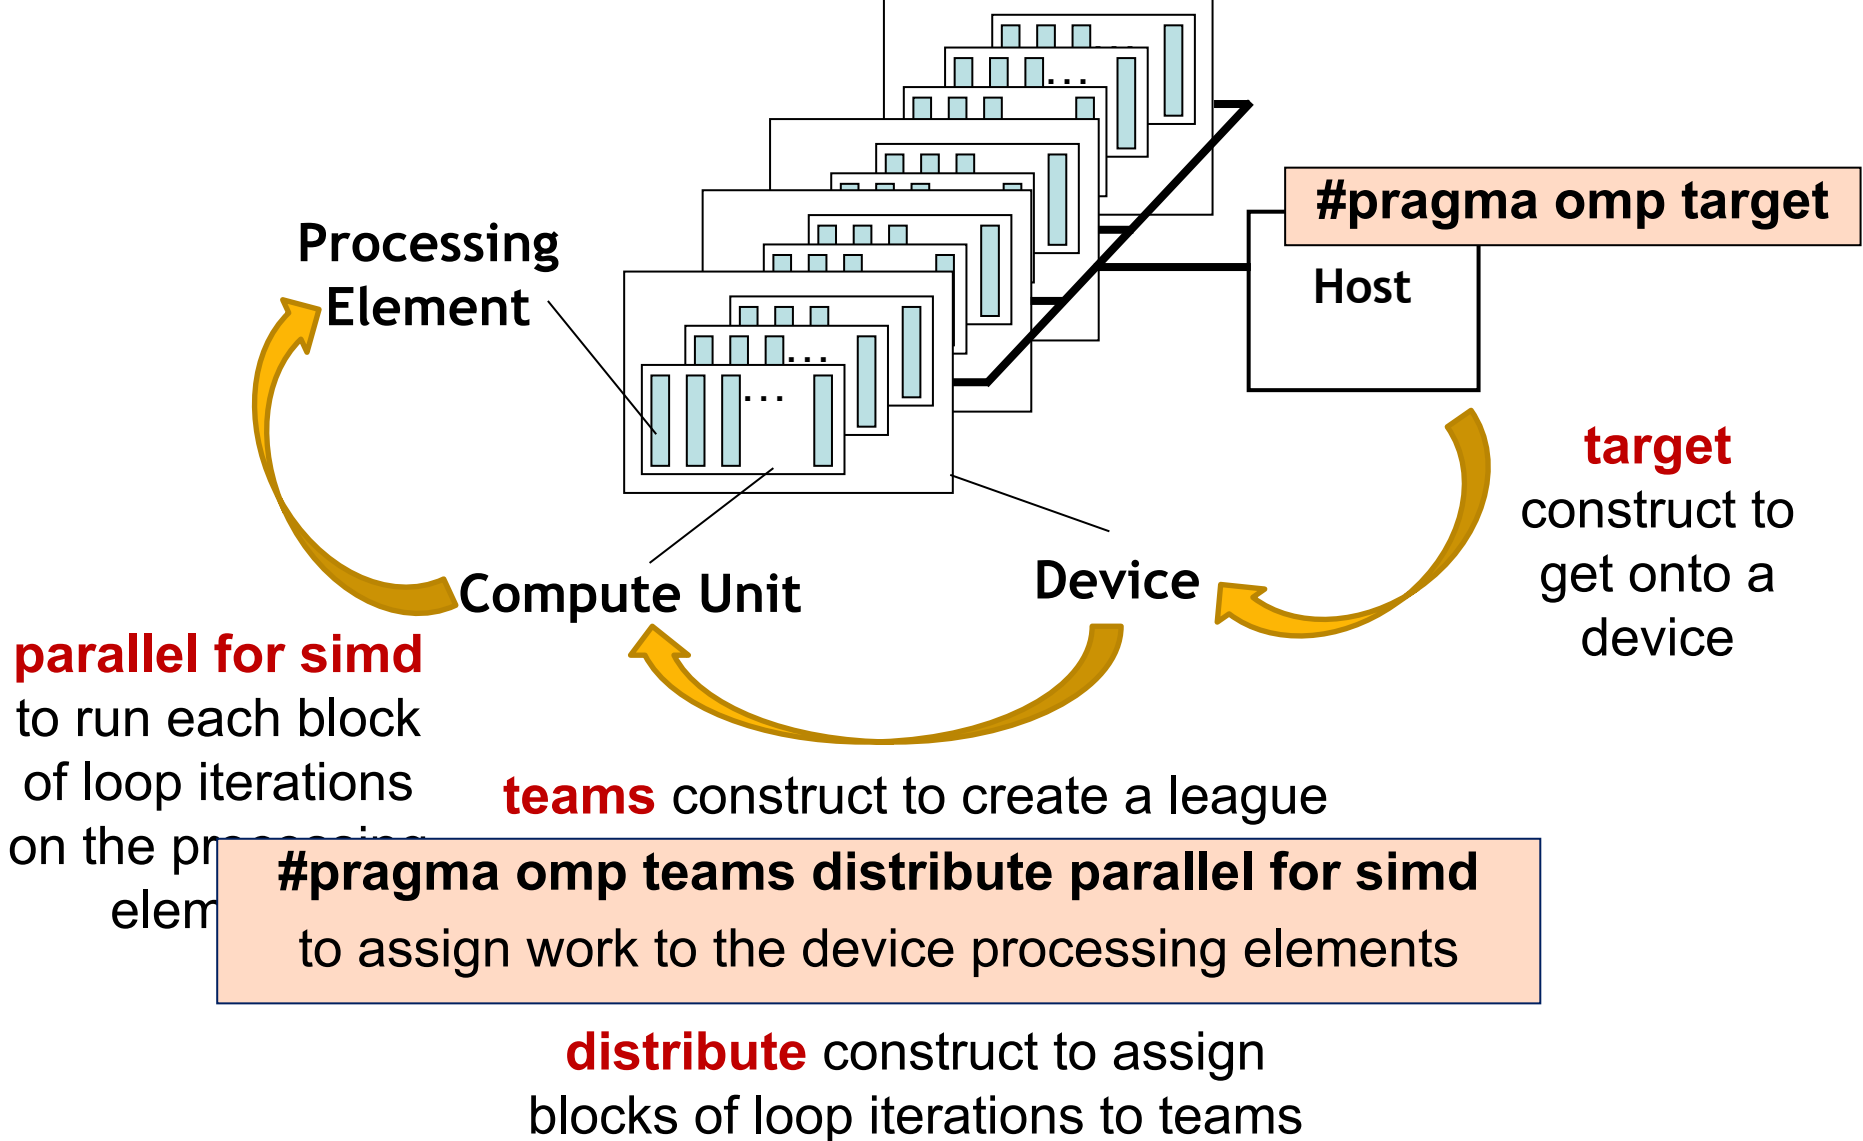 #pragma omp target
Processing
Element
Host
...
...
...
target
construct to
get onto a
device
Device
Compute Unit
parallel for simd
to run each block
of loop iterations
on the
teams construct to create a league
#pragma omp teams distribute parallel for simd
to assign work to the device processing elements
distribute construct to assign
blocks of loop iterations to teams